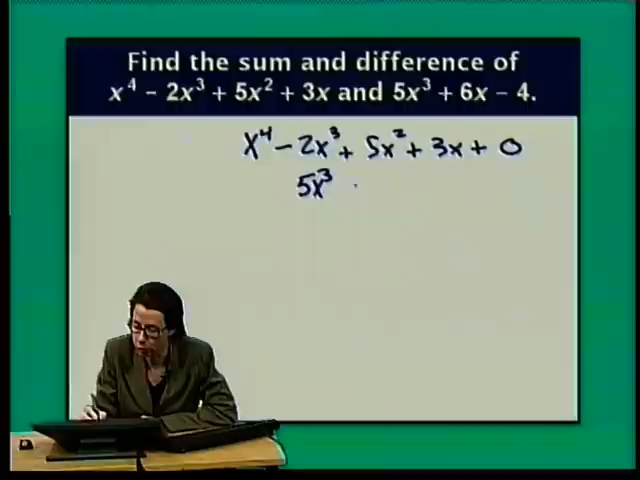 Find the sum and difference of
x⁴ – 2x³ + 5x² + 3x and 5x³ + 6x – 4.
x⁴ – 2x³ + 5x² + 3x + 0
5x³